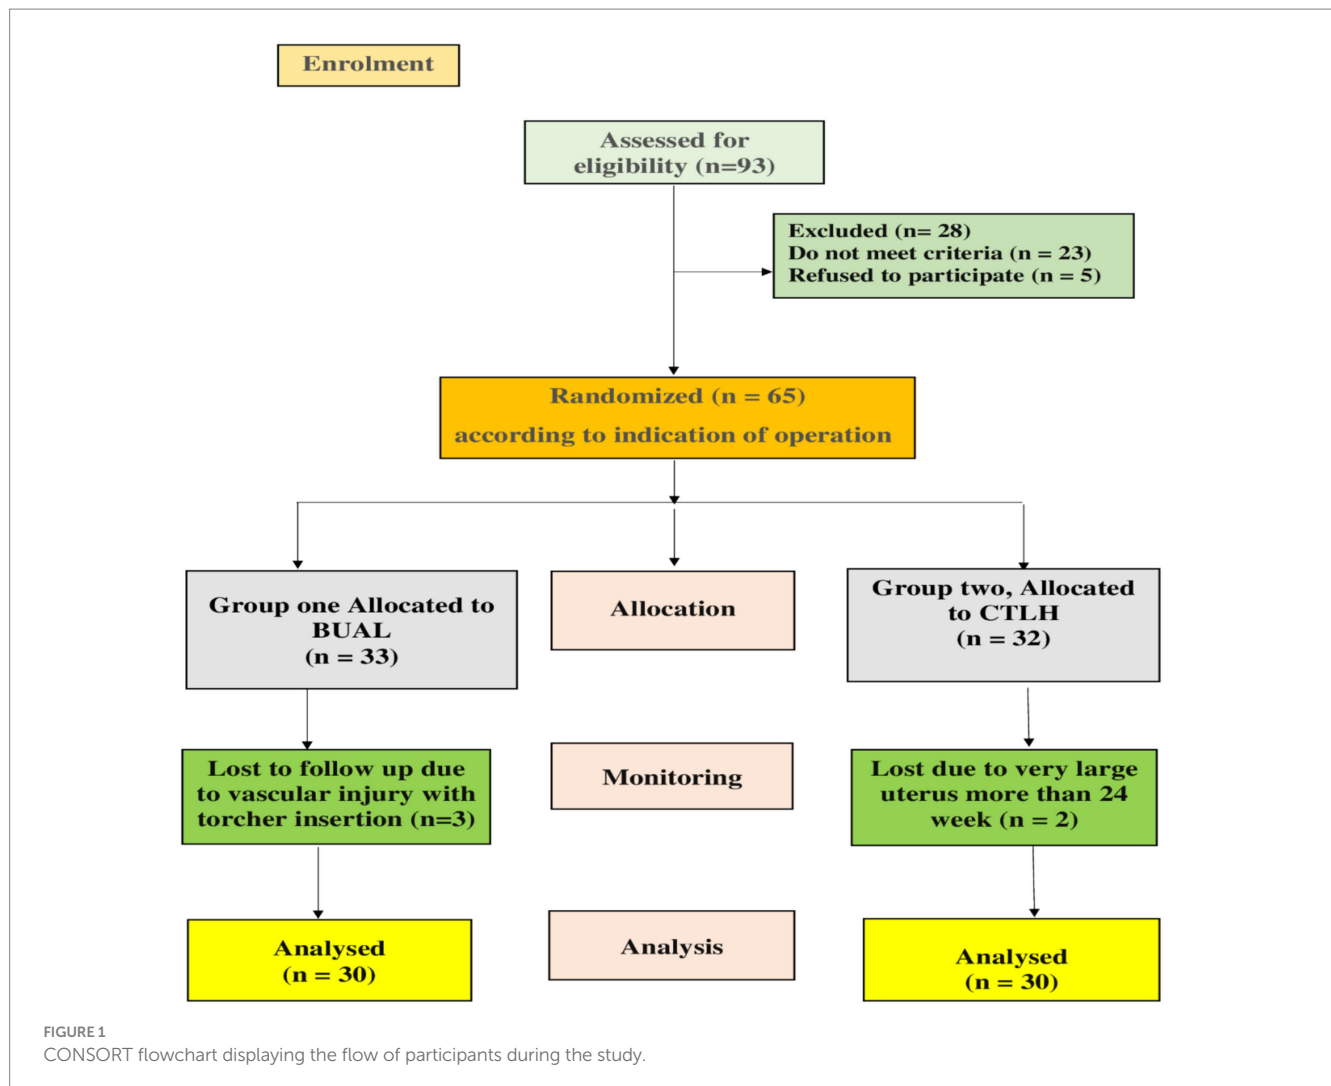 Enrolment
Assessed for
eligibility (n=93)
Excluded (n= 28)
Do not meet criteria (n = 23)
Refused to participate (n = 5)
Randomized (n = 65)
according to indication of operation
Group one Allocated to
BUAL
(n = 33)
Allocation
Group two, Allocated
to CTLH
(n = 32)
Lost to follow up due
to vascular injury with
torcher insertion (n=3)
Monitoring
Lost due to very large
uterus more than 24
week (n = 2)
Analysed
(n = 30)
Analysis
Analysed
(n = 30)
FIGURE 1
CONSORT flowchart displaying the flow of participants during the study.